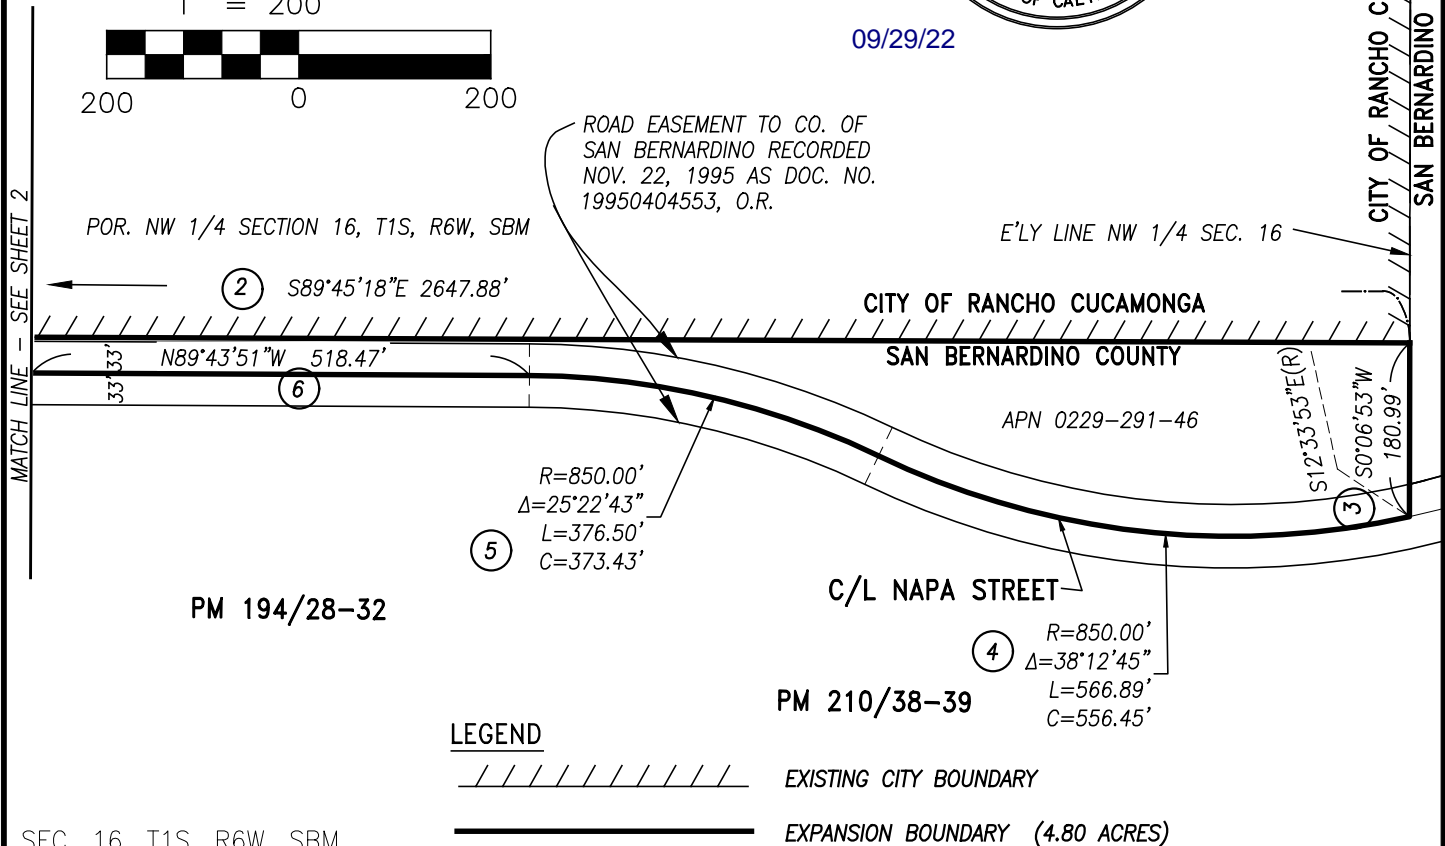 1" = 200'
200 0 200
OF CALIF
09/29/22
CITY OF RANCHO C
SAN BERNARDINO
ROAD EASEMENT TO CO. OF
SAN BERNARDINO RECORDED
NOV. 22, 1995 AS DOC. NO.
19950404553, O.R.
MATCH LINE - SEE SHEET 2
POR. NW 1/4 SECTION 16, T1S, R6W, SBM
E'LY LINE NW 1/4 SEC. 16
2 S89°45'18"E 2647.88'
CITY OF RANCHO CUCAMONGA
SAN BERNARDINO COUNTY
33' 33'
N89°43'51"W 518.47'
6
APN 0229-291-46
S12°33'53"E(R)
S0°06'53"W
180.99'
3
R=850.00'
Δ=25°22'43"
L=376.50'
C=373.43'
5
C/L NAPA STREET
PM 194/28-32
4
R=850.00'
Δ=38°12'45"
L=566.89'
C=556.45'
PM 210/38-39
LEGEND
EXISTING CITY BOUNDARY
EXPANSION BOUNDARY (4.80 ACRES)
SEC. 16, T1S, R6W, SBM